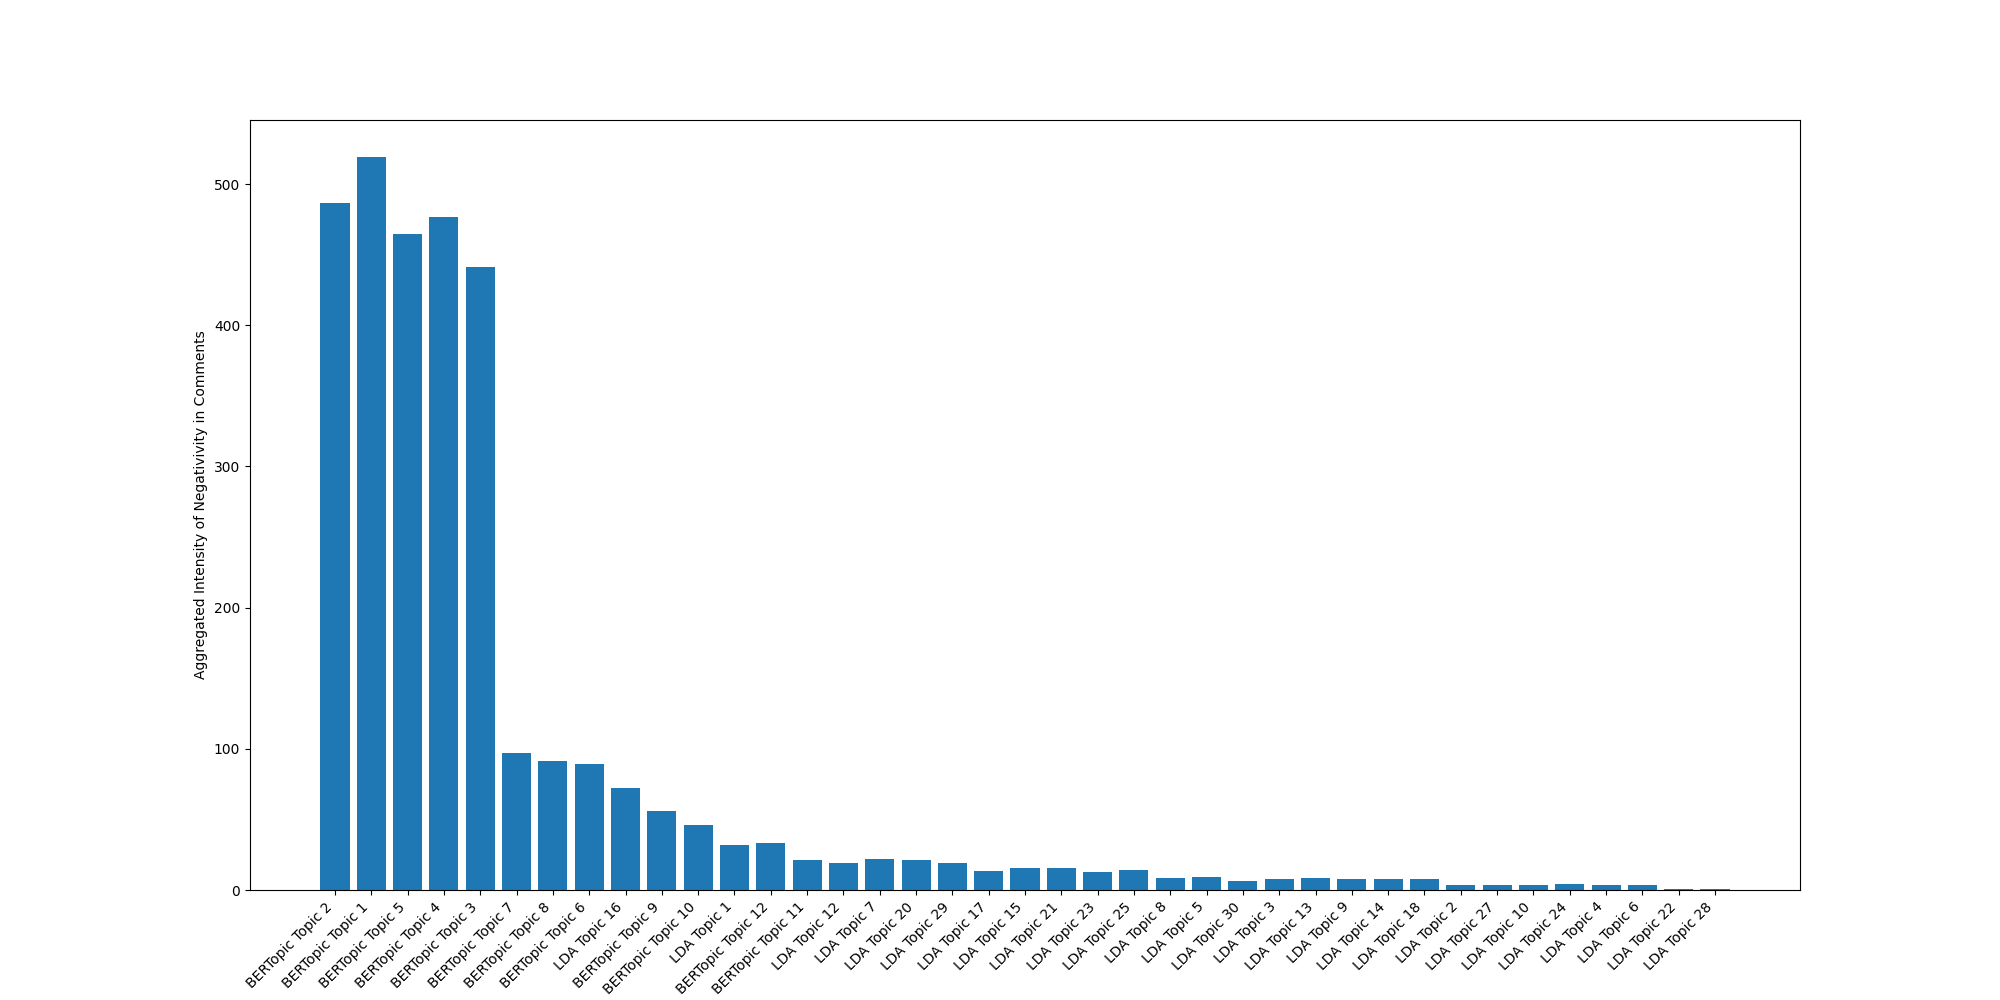 Aggregated Intensity of Negativivity in Comments
500
400
300
200
100
0
BERTopic Topic 2
BERTopic Topic 1
BERTopic Topic 5
BERTopic Topic 4
BERTopic Topic 3
BERTopic Topic 7
BERTopic Topic 8
BERTopic Topic 6
LDA Topic 16
BERTopic Topic 9
BERTopic Topic 10
LDA Topic 1
BERTopic Topic 12
BERTopic Topic 11
LDA Topic 12
LDA Topic 7
LDA Topic 20
LDA Topic 29
LDA Topic 17
LDA Topic 15
LDA Topic 21
LDA Topic 23
LDA Topic 25
LDA Topic 8
LDA Topic 5
LDA Topic 30
LDA Topic 3
LDA Topic 13
LDA Topic 9
LDA Topic 14
LDA Topic 18
LDA Topic 2
LDA Topic 27
LDA Topic 10
LDA Topic 24
LDA Topic 4
LDA Topic 6
LDA Topic 22
LDA Topic 28